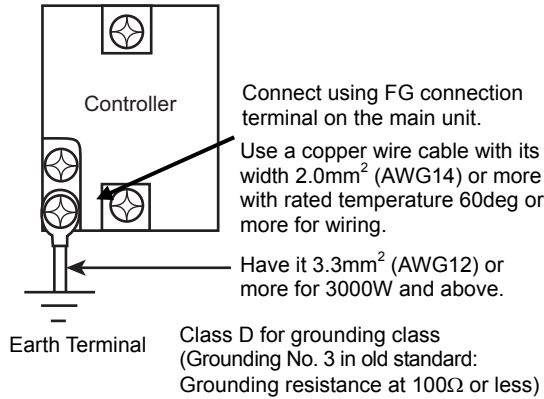 Controller
Connect using FG connection
terminal on the main unit.
Use a copper wire cable with its
width 2.0mm² (AWG14) or more
with rated temperature 60deg or
more for wiring.
Have it 3.3mm² (AWG12) or
more for 3000W and above.
Earth Terminal
Class D for grounding class
(Grounding No. 3 in old standard:
Grounding resistance at 100Ω or less)